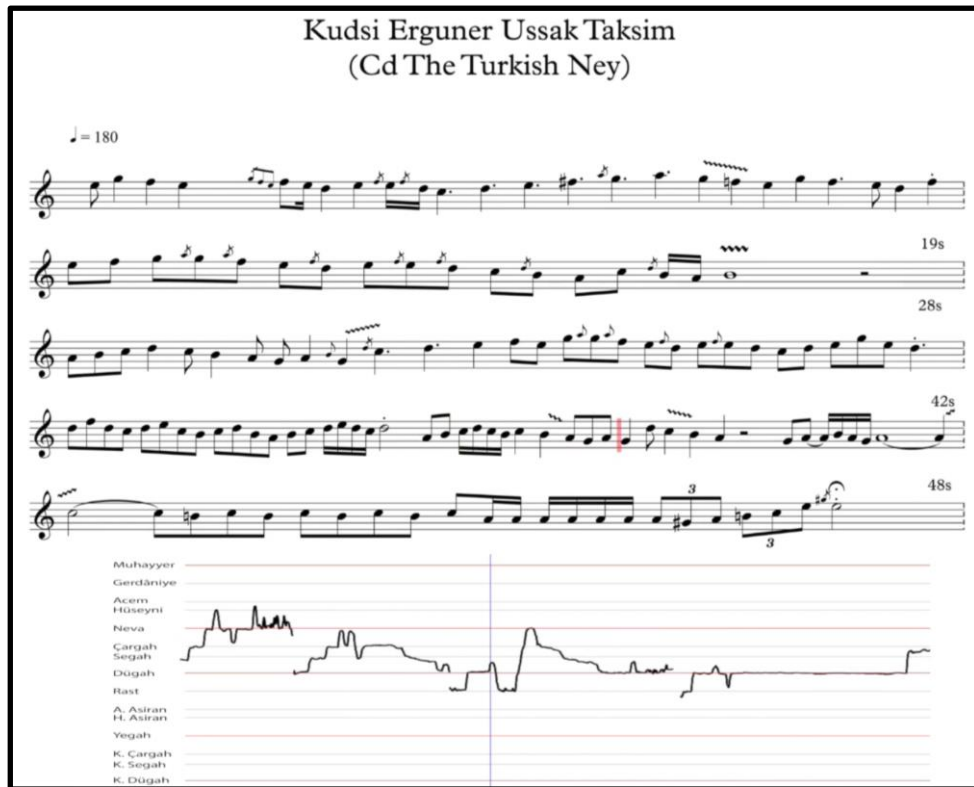 Kudsi Erguner Ussak Taksim
(Cd The Turkish Ney)
♩ = 180
19s
28s
42s
48s
3
3
Muhayyer
Gerdâniye
Acem
Hüseyni
Neva
Çargah
Segah
Dügah
Rast
A. Asiran
H. Asiran
Yegah
K. Çargah
K. Segah
K. Dügah